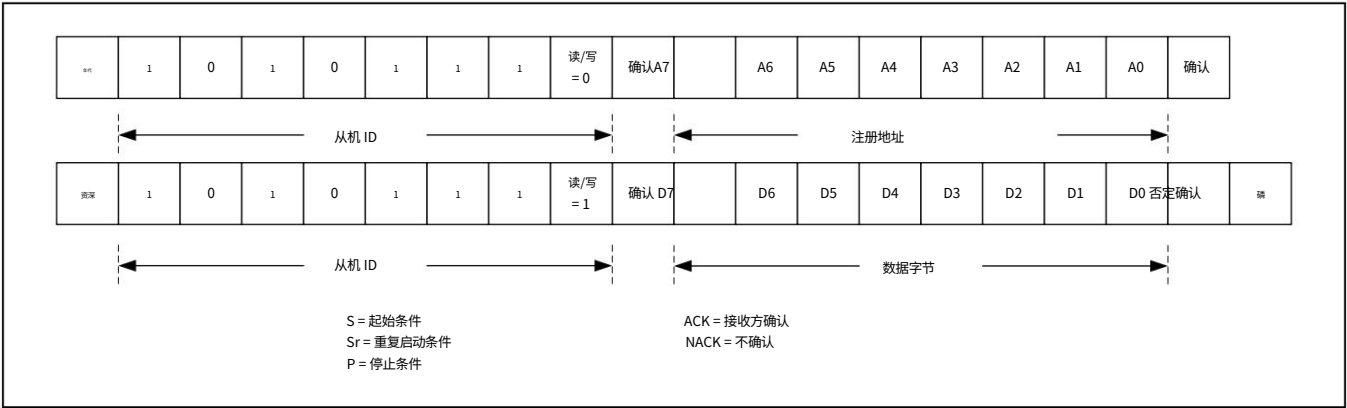 年代 1 0 1 0 1 1 1 读/写 = 0 确认A7 A6 A5 A4 A3 A2 A1 A0 确认
从机 ID 注册地址
资深 1 0 1 0 1 1 1 读/写 = 1 确认 D7 D6 D5 D4 D3 D2 D1 D0 否定确认 磷
从机 ID 数据字节
S = 起始条件 ACK = 接收方确认
Sr = 重复启动条件 NACK = 不确认
P = 停止条件